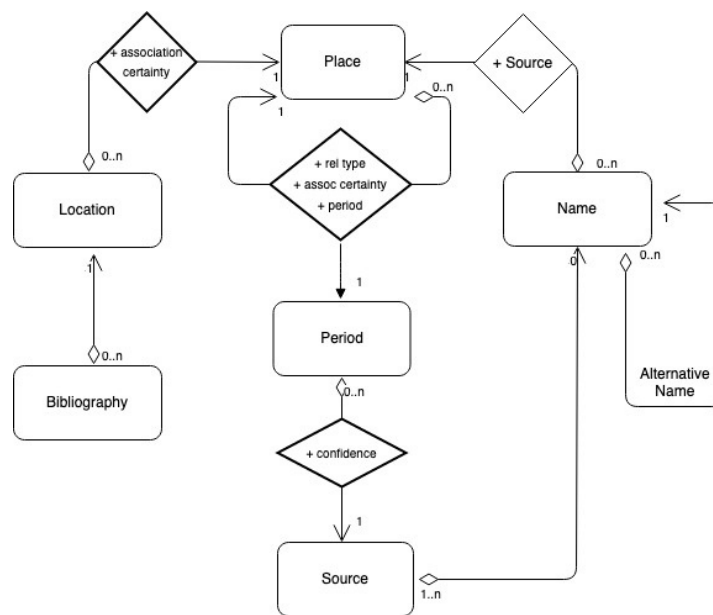 + association
certainty
Place
+ Source
1
1
0..n
1
+ rel type
+ assoc certainty
+ period
0..n
0..n
Location
Name
1
1
0
0..n
1
Period
0..n
0..n
Bibliography
Alternative
Name
+ confidence
1
Source
1..n